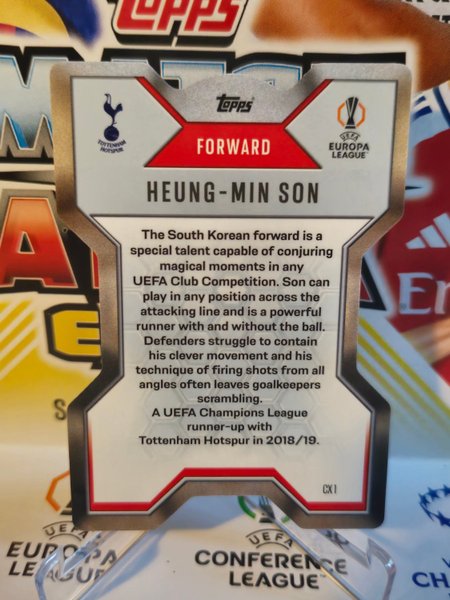 Topps
Topps
TOTTENHAM
HOTSPUR
FORWARD
UEFA
EUROPA
LEAGUE
HEUNG-MIN SON
The South Korean forward is a
special talent capable of conjuring
magical moments in any
UEFA Club Competition. Son can
play in any position across the
attacking line and is a powerful
runner with and without the ball.
Defenders struggle to contain
his clever movement and his
technique of firing shots from all
angles often leaves goalkeepers
scrambling.
A UEFA Champions League
runner-up with
Tottenham Hotspur in 2018/19.
CX1
UEFA
EUROPA
LEAGUE
UEFA
CONFERENCE
LEAGUE
CHA